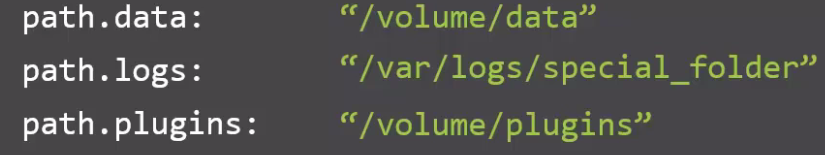 path.data: “/volume/data”
path.logs: “/var/logs/special_folder”
path.plugins: “/volume/plugins”